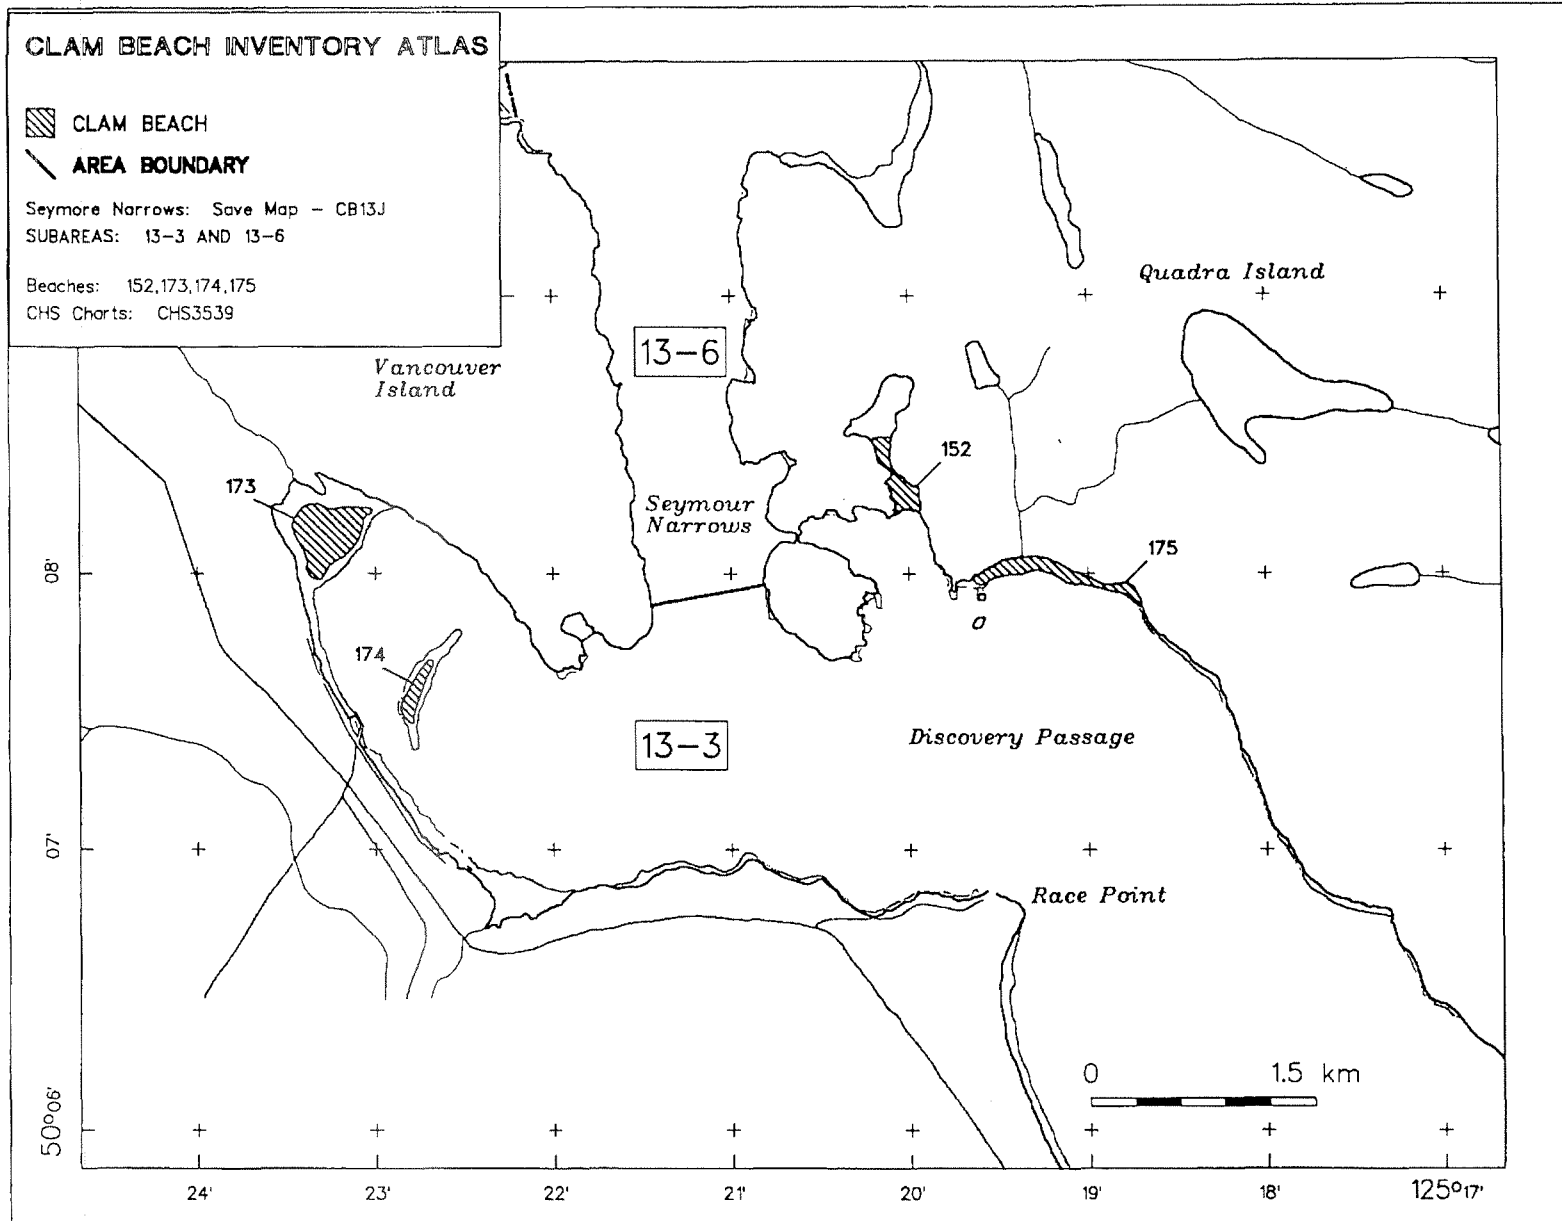 CLAM BEACH INVENTORY ATLAS
CLAM BEACH
AREA BOUNDARY
Seymore Narrows: Save Map - CB13J
SUBAREAS: 13-3 AND 13-6
Beaches: 152,173,174,175
CHS Charts: CHS3539
Quadra Island
13-6
Vancouver
Island
152
173
Seymour
Narrows
175
08'
174
13-3
Discovery Passage
07'
Race Point
0 1.5 km
50°06'
24' 23' 22' 21' 20' 19' 18' 125°17'